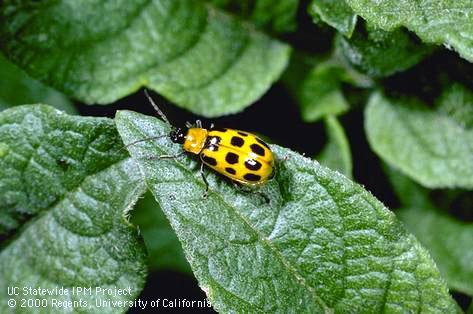 UC Statewide IPM Project
© 2000 Regents, University of California